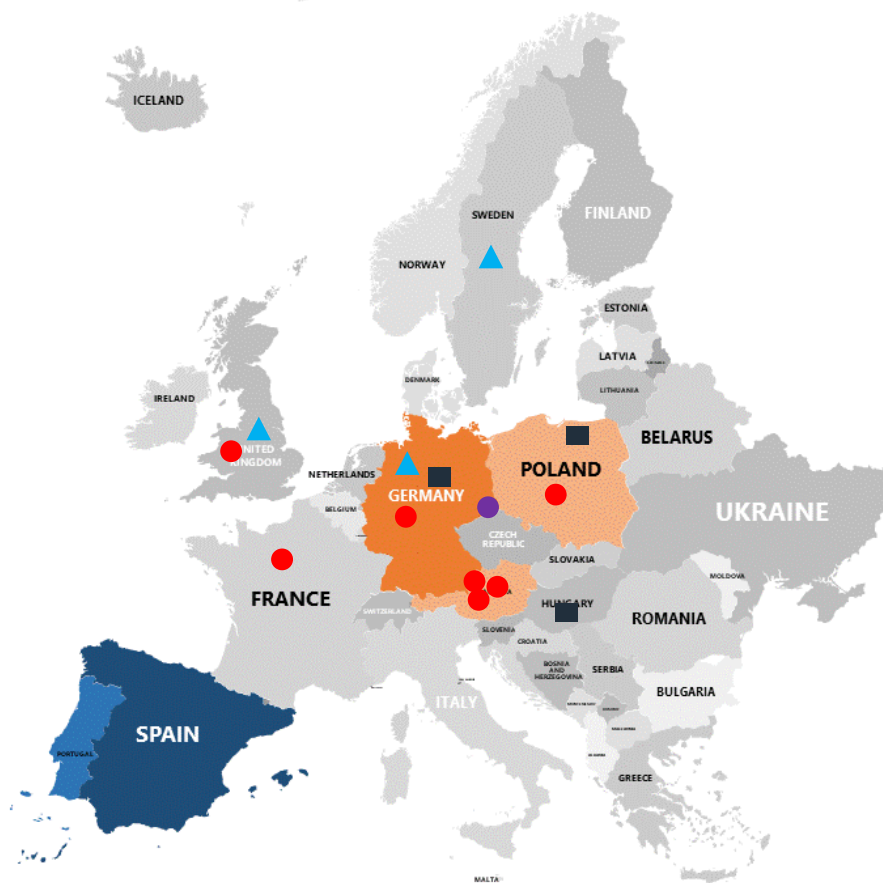 ICELAND
SWEDEN
FINLAND
NORWAY
ESTONIA
LATVIA
DENMARK
LITHUANIA
IRELAND
BELARUS
UNITED
KINGDOM
POLAND
NETHERLANDS
GERMANY
BELGIUM
UKRAINE
CZECH
REPUBLIC
SLOVAKIA
MOLDOVA
FRANCE
HUNGARY
SWITZERLAND
ROMANIA
SLOVENIA
CROATIA
BOSNIA
AND
HERZEGOVINA
SERBIA
BULGARIA
ITALY
SPAIN
PORTUGAL
GREECE
MALTA